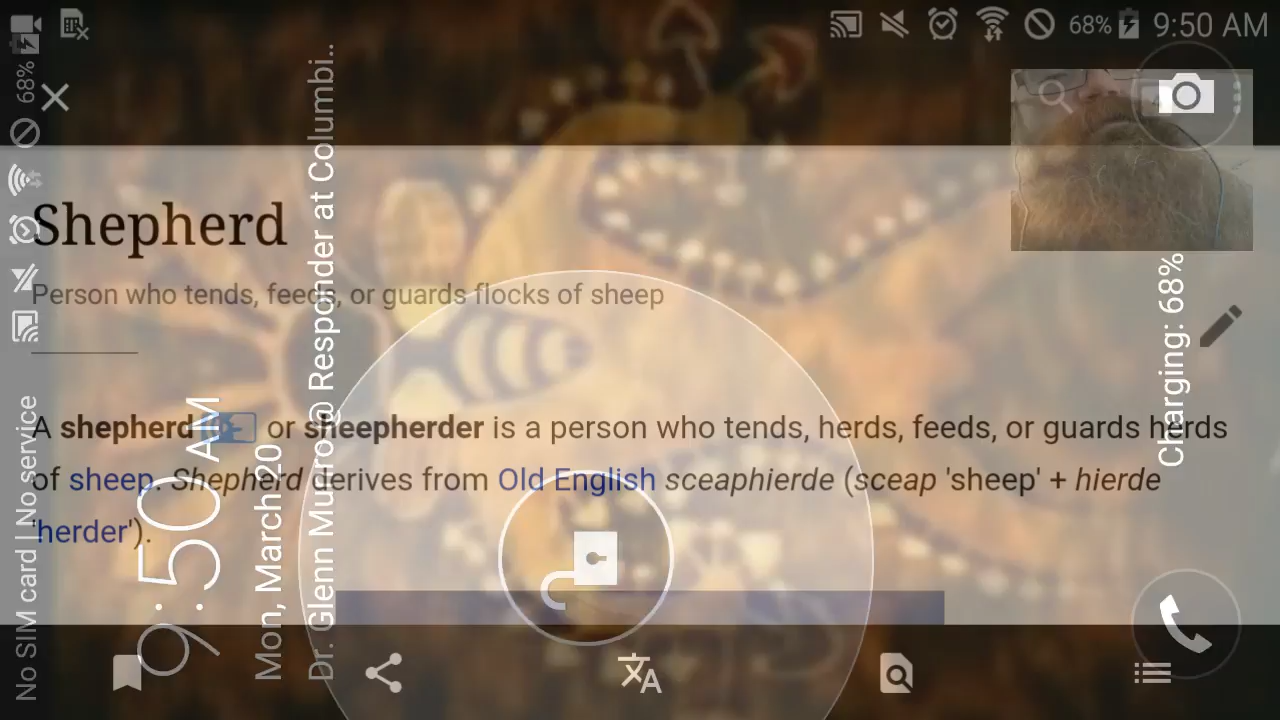 68% 9:50 AM
Shepherd
Person who tends, feeds, or guards flocks of sheep
A shepherd or sheepherder is a person who tends, herds, feeds, or guards herds
of sheep. Shepherd derives from Old English sceaphierde (sceap 'sheep' + hierde
'herder').
68%
No SIM card | No service
9:50 AM
Mon, March 20
Dr. Glenn Munro@ Responder at Columbi..
Charging: 68%